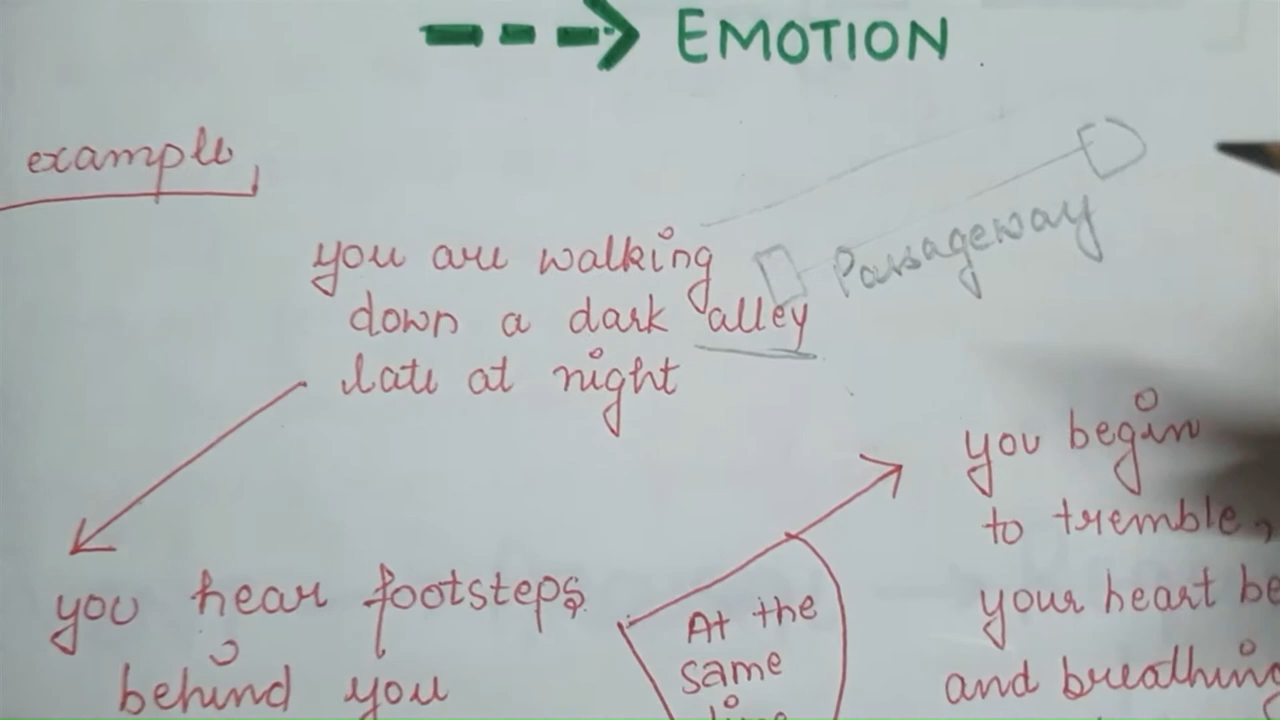 EMOTION
example,
you are walking
down a dark alley
Passageway
late at night
you hear footsteps
behind you
At the
same
you begin
to tremble,
your heart be
and breathing